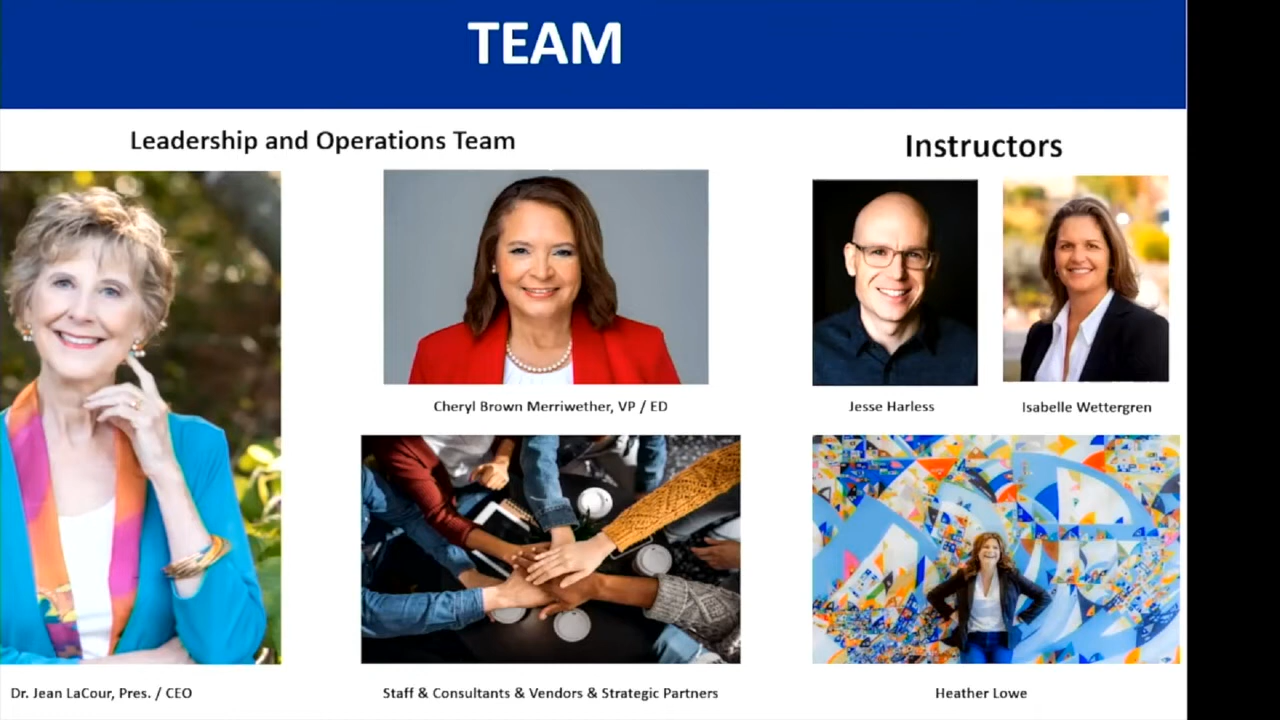 TEAM
Leadership and Operations Team
Instructors
Cheryl Brown Merriwether, VP / ED
Jesse Harless
Isabelle Wettergren
Dr. Jean LaCour, Pres. / CEO
Staff & Consultants & Vendors & Strategic Partners
Heather Lowe